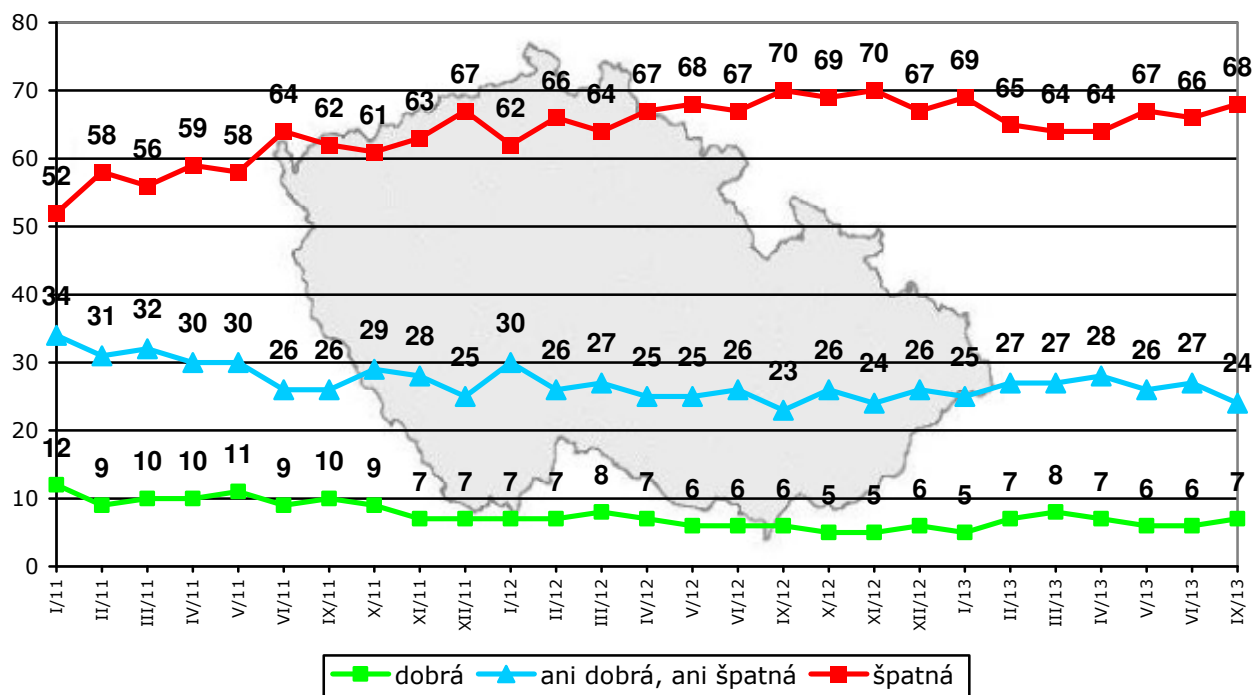 80
70
60
50
40
30
20
10
0
52 58 56 59 58 64 62 61 63 67 62 66 64 67 68 67 70 69 70 67 69 65 64 64 67 66 68
34 31 32 30 30 26 26 29 28 25 30 26 27 25 25 26 23 26 24 26 25 27 27 28 26 27 24
12 9 10 10 11 9 10 9 7 7 7 7 8 7 6 6 6 5 5 6 5 7 8 7 6 6 7
I/11 II/11 III/11 IV/11 V/11 VI/11 IX/11 X/11 XI/11 XII/11 I/12 II/12 III/12 IV/12 V/12 VI/12 IX/12 X/12 XI/12 XII/12 I/13 II/13 III/13 IV/13 V/13 VI/13 IX/13
dobrá ani dobrá, ani špatná špatná